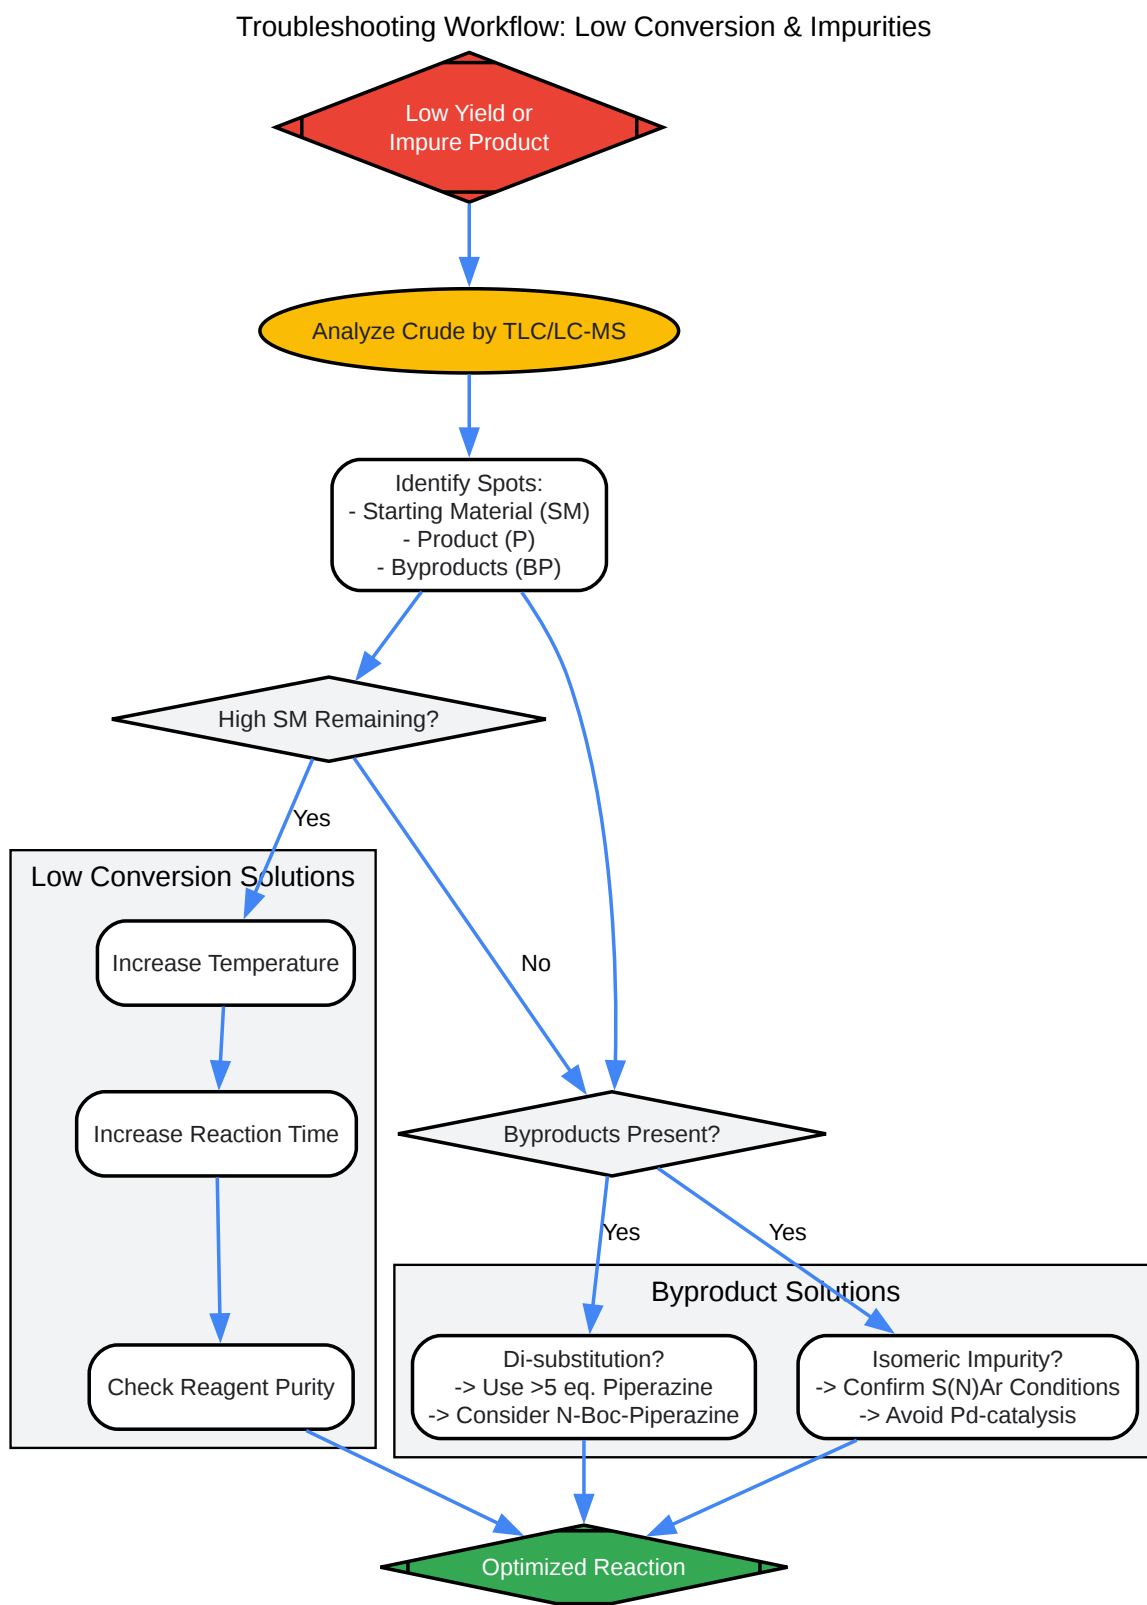 Troubleshooting Workflow: Low Conversion & Impurities
Low Yield or
Impure Product
Analyze Crude by TLC/LC-MS
Identify Spots:
- Starting Material (SM)
- Product (P)
- Byproducts (BP)
High SM Remaining?
Yes
Low Conversion Solutions
Increase Temperature
No
Increase Reaction Time
Byproducts Present?
Yes
Yes
Byproduct Solutions
Check Reagent Purity
Di-substitution?
-> Use >5 eq. Piperazine
-> Consider N-Boc-Piperazine
Isomeric Impurity?
-> Confirm S(N)Ar Conditions
-> Avoid Pd-catalysis
Optimized Reaction